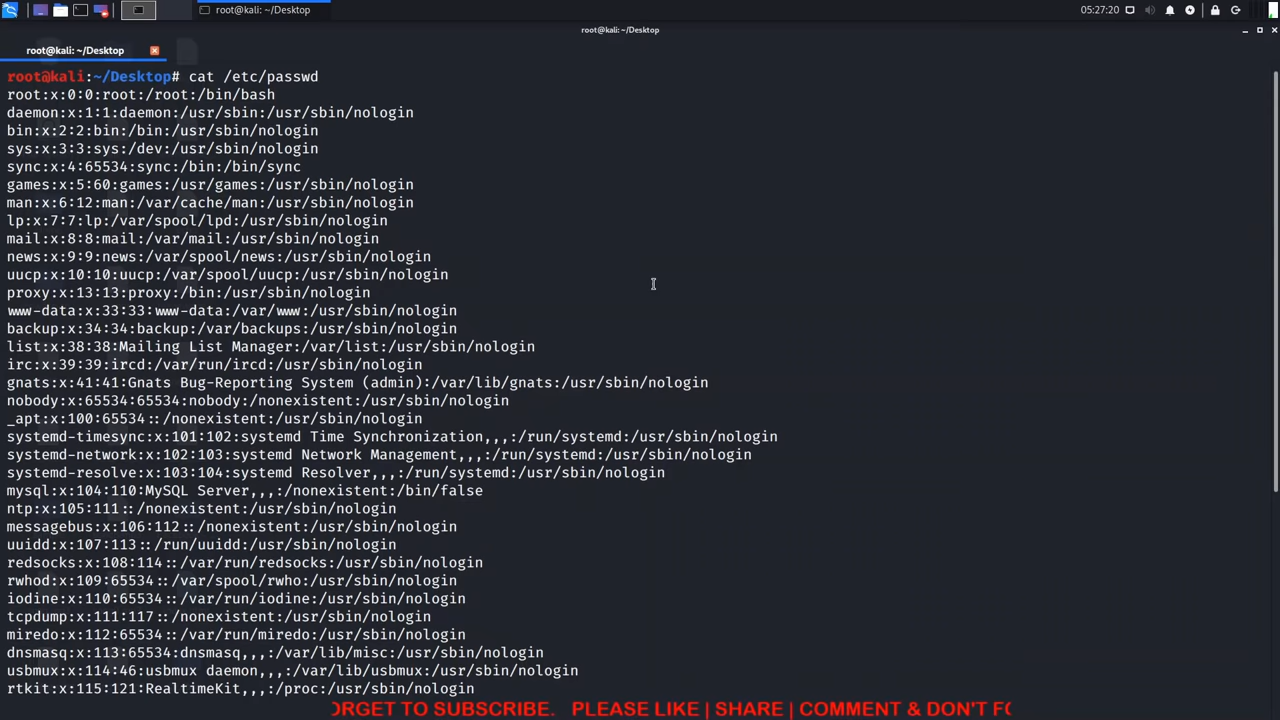 root@kali: ~/Desktop
05:27:20
root@kali: ~/Desktop
root@kali: ~/Desktop
root@kali:~/Desktop# cat /etc/passwd
root:x:0:0:root:/root:/bin/bash
daemon:x:1:1:daemon:/usr/sbin:/usr/sbin/nologin
bin:x:2:2:bin:/bin:/usr/sbin/nologin
sys:x:3:3:sys:/dev:/usr/sbin/nologin
sync:x:4:65534:sync:/bin:/bin/sync
games:x:5:60:games:/usr/games:/usr/sbin/nologin
man:x:6:12:man:/var/cache/man:/usr/sbin/nologin
lp:x:7:7:lp:/var/spool/lpd:/usr/sbin/nologin
mail:x:8:8:mail:/var/mail:/usr/sbin/nologin
news:x:9:9:news:/var/spool/news:/usr/sbin/nologin
uucp:x:10:10:uucp:/var/spool/uucp:/usr/sbin/nologin
proxy:x:13:13:proxy:/bin:/usr/sbin/nologin
www-data:x:33:33:www-data:/var/www:/usr/sbin/nologin
backup:x:34:34:backup:/var/backups:/usr/sbin/nologin
list:x:38:38:Mailing List Manager:/var/list:/usr/sbin/nologin
irc:x:39:39:ircd:/var/run/ircd:/usr/sbin/nologin
gnats:x:41:41:Gnats Bug-Reporting System (admin):/var/lib/gnats:/usr/sbin/nologin
nobody:x:65534:65534:nobody:/nonexistent:/usr/sbin/nologin
_apt:x:100:65534::/nonexistent:/usr/sbin/nologin
systemd-timesync:x:101:102:systemd Time Synchronization,,,:/run/systemd:/usr/sbin/nologin
systemd-network:x:102:103:systemd Network Management,,,:/run/systemd:/usr/sbin/nologin
systemd-resolve:x:103:104:systemd Resolver,,,:/run/systemd:/usr/sbin/nologin
mysql:x:104:110:MySQL Server,,,:/nonexistent:/bin/false
ntp:x:105:111::/nonexistent:/usr/sbin/nologin
messagebus:x:106:112::/nonexistent:/usr/sbin/nologin
uuidd:x:107:113::/run/uuidd:/usr/sbin/nologin
redsocks:x:108:114::/var/run/redsocks:/usr/sbin/nologin
rwhod:x:109:65534::/var/spool/rwho:/usr/sbin/nologin
iodine:x:110:65534::/var/run/iodine:/usr/sbin/nologin
tcpdump:x:111:117::/nonexistent:/usr/sbin/nologin
miredo:x:112:65534::/var/run/miredo:/usr/sbin/nologin
dnsmasq:x:113:65534:dnsmasq,,,:/var/lib/misc:/usr/sbin/nologin
usbmux:x:114:46:usbmux daemon,,,:/var/lib/usbmux:/usr/sbin/nologin
rtkit:x:115:121:RealtimeKit,,,:/proc:/usr/sbin/nologin
ORGET TO SUBSCRIBE. PLEASE LIKE | SHARE | COMMENT & DON'T FO